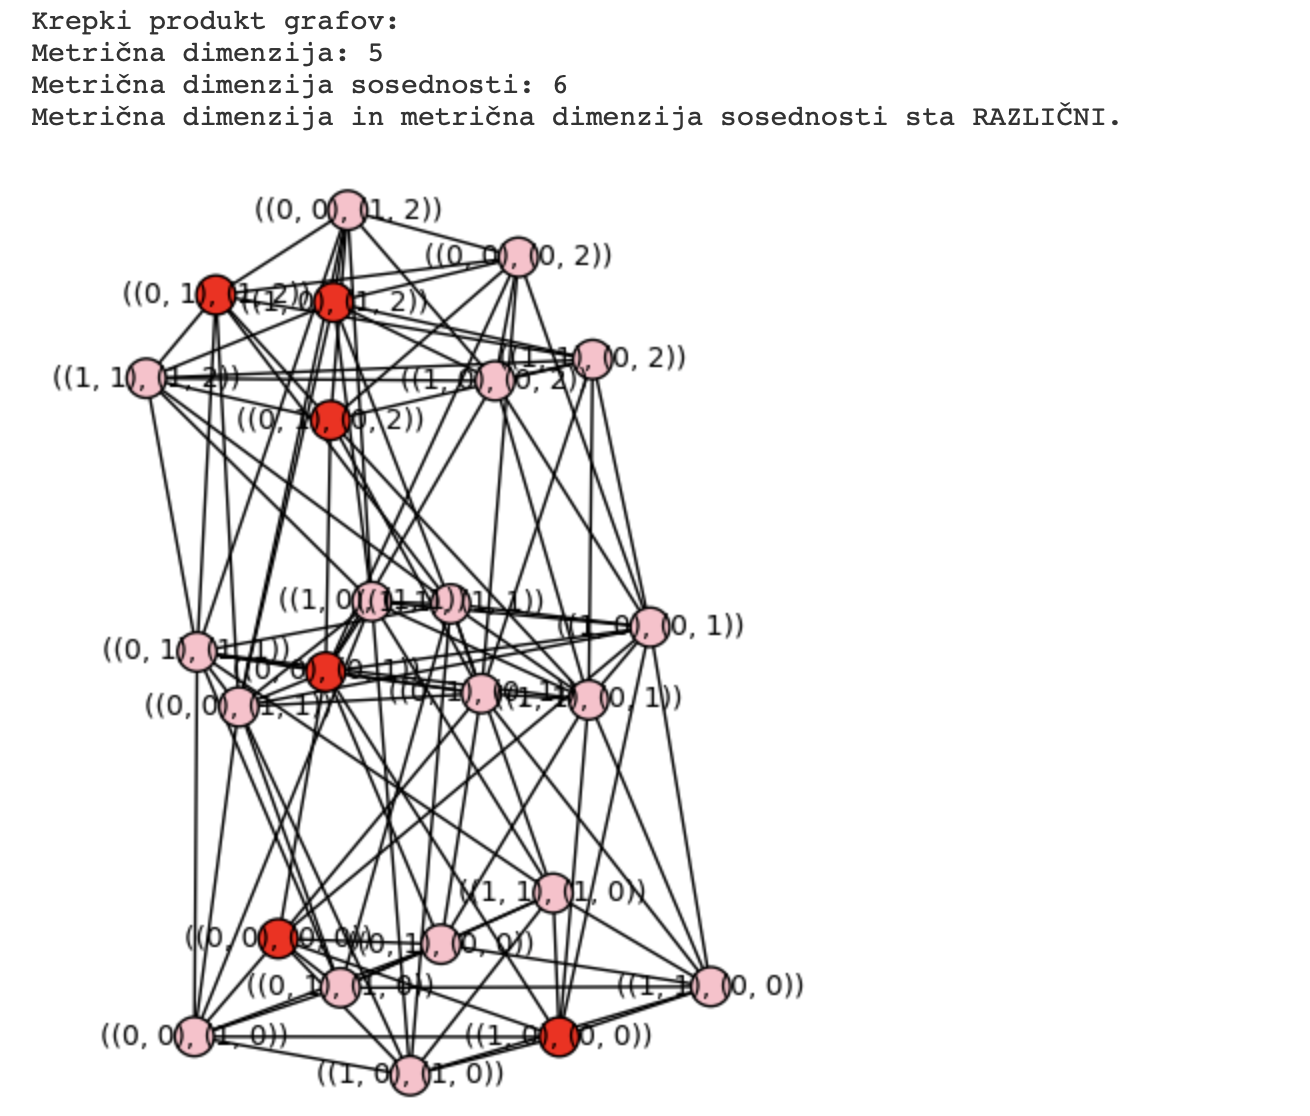 Krepki produkt grafov:
Metrična dimenzija: 5
Metrična dimenzija sosednosti: 6
Metrična dimenzija in metrična dimenzija sosednosti sta RAZLIČNI.
((0, 0), (1, 2))
((0, 0), (0, 2))
((0, 1), (1, 2))
((1, 0), (1, 2))
((1, 1), (0, 2))
((1, 1), (1, 2))
((1, 0), (0, 2))
((0, 1), (0, 2))
((1, 0), (1, 1))
((1, 1), (1, 1))
((1, 0), (0, 1))
((0, 1), (1, 1))
((0, 0), (0, 1))
((0, 1), (0, 1))
((1, 1), (0, 1))
((0, 0), (1, 1))
((1, 1), (1, 0))
((0, 0), (0, 0))
((0, 1), (0, 0))
((0, 1), (1, 0))
((1, 1), (0, 0))
((0, 0), (1, 0))
((1, 0), (0, 0))
((1, 0), (1, 0))